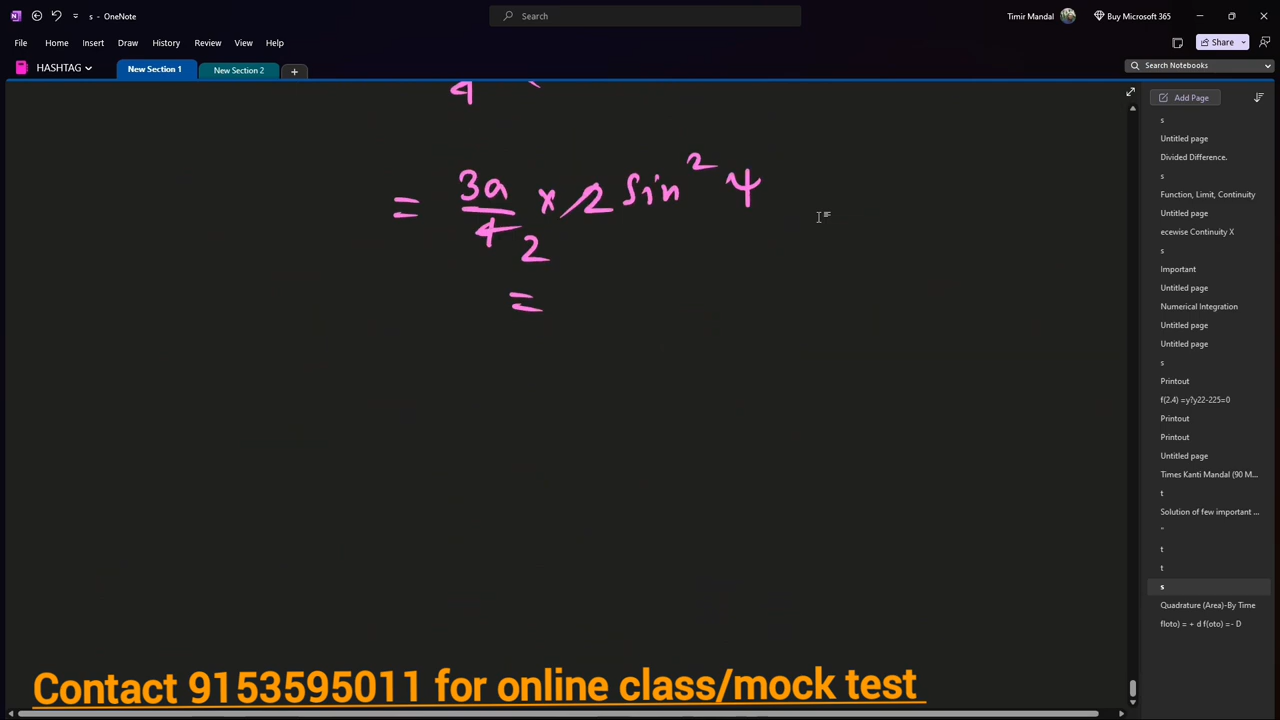 s - OneNote
Search
Timir Mandal
Buy Microsoft 365
File Home Insert Draw History Review View Help
Share
HASHTAG
New Section 1
New Section 2
+
Search Notebooks
Add Page
s
Untitled page
Divided Difference.
s
Function, Limit, Continuity
Untitled page
ecewise Continuity X
s
Important
Untitled page
Numerical Integration
Untitled page
Untitled page
s
Printout
f(2.4) =y?y22-225=0
Printout
Printout
Untitled page
Times Kanti Mandal (90 M...
t
Solution of few important ...
"
t
t
s
Quadrature (Area)-By Time
floto) = + d f(oto) =- D
4
= 3a/4 × 2 Sin² ψ
2
=
Contact 9153595011 for online class/mock test